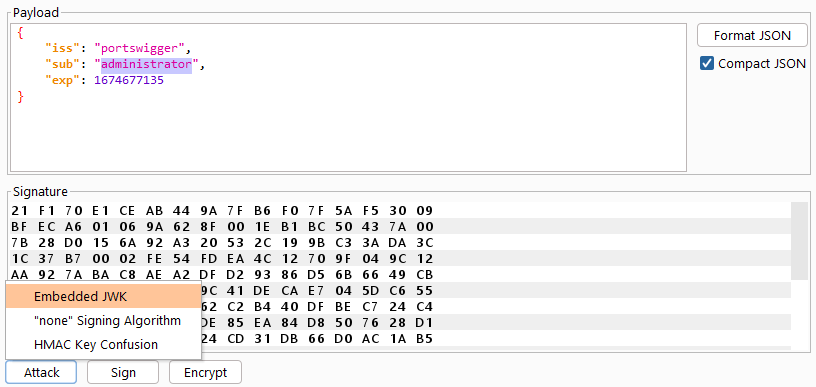 Payload
{
"iss": "portswigger",
"sub": "administrator",
"exp": 1674677135
}
Format JSON
Compact JSON
Signature
21 F1 70 E1 CE AB 44 9A 7F B6 F0 7F 5A F5 30 09
BF EC A6 01 06 9A 62 8F 00 1E B1 BC 50 43 7A 00
7B 28 D0 15 6A 92 A3 20 53 2C 19 9B C3 3A DA 3C
1C 37 B7 00 02 FE 54 FD EA 4C 12 70 9F 04 9C 12
AA 92 7A BA C8 AE A2 DF D2 93 86 D5 6B 66 49 CB
9C 41 DE CA E7 04 5D C6 55
62 C2 B4 40 DF BE C7 24 C4
DE 85 EA 84 D8 50 76 28 D1
24 CD 31 DB 66 D0 AC 1A B5
Embedded JWK
"none" Signing Algorithm
HMAC Key Confusion
Attack
Sign
Encrypt